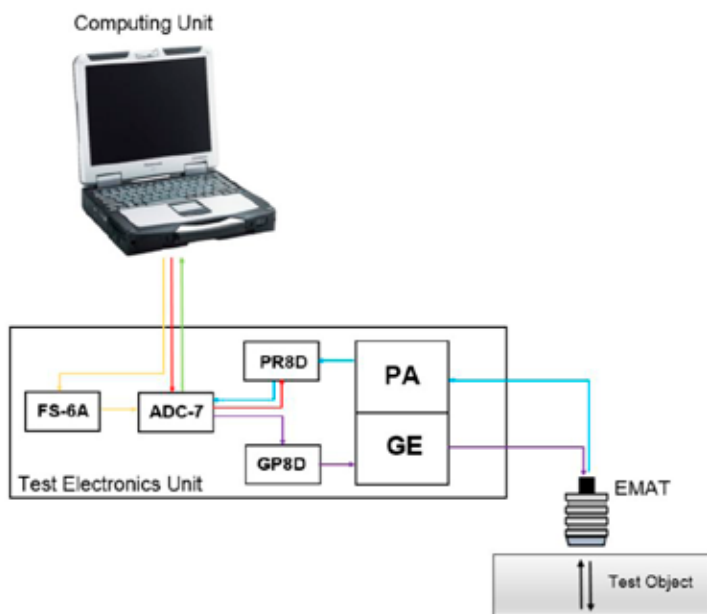 Computing Unit
PR8D
PA
FS-6A
ADC-7
GE
GP8D
Test Electronics Unit
EMAT
Test Object